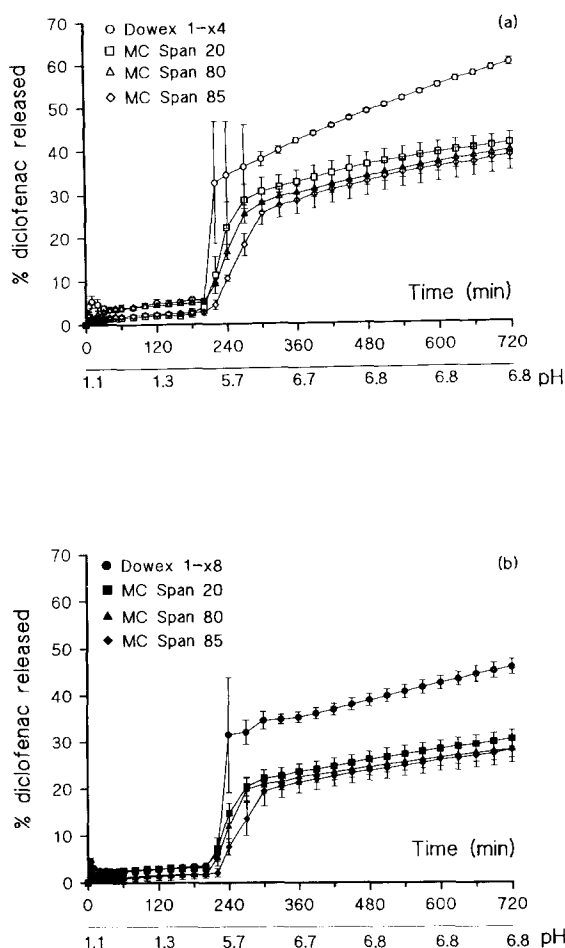 (a)
70
60
50
40
30
20
10
0
% diclofenac released
Dowex 1-x4
MC Span 20
MC Span 80
MC Span 85
Time (min)
0 120 240 360 480 600 720
1.1 1.3 5.7 6.7 6.8 6.8 6.8 pH
(b)
70
60
50
40
30
20
10
0
% diclofenac released
Dowex 1-x8
MC Span 20
MC Span 80
MC Span 85
Time (min)
0 120 240 360 480 600 720
1.1 1.3 5.7 6.7 6.8 6.8 6.8 pH